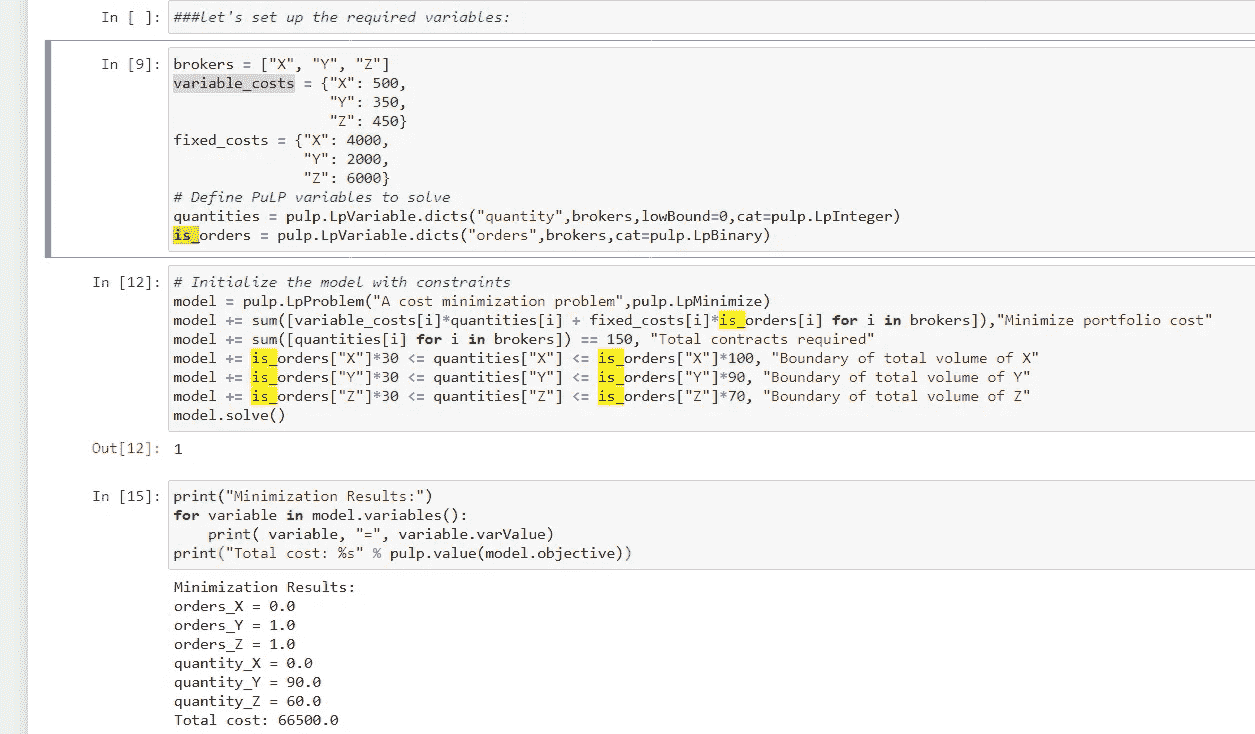 In [ ]: ###let's set up the required variables:
In [9]: brokers = ["X", "Y", "Z"]
variable_costs = {"X": 500,
"Y": 350,
"Z": 450}
fixed_costs = {"X": 4000,
"Y": 2000,
"Z": 6000}
# Define PuLP variables to solve
quantities = pulp.LpVariable.dicts("quantity",brokers,lowBound=0,cat=pulp.LpInteger)
is_orders = pulp.LpVariable.dicts("orders",brokers,cat=pulp.LpBinary)
In [12]: # Initialize the model with constraints
model = pulp.LpProblem("A cost minimization problem",pulp.LpMinimize)
model += sum([variable_costs[i]*quantities[i] + fixed_costs[i]*is_orders[i] for i in brokers]),"Minimize portfolio cost"
model += sum([quantities[i] for i in brokers]) == 150, "Total contracts required"
model += is_orders["X"]*30 <= quantities["X"] <= is_orders["X"]*100, "Boundary of total volume of X"
model += is_orders["Y"]*30 <= quantities["Y"] <= is_orders["Y"]*90, "Boundary of total volume of Y"
model += is_orders["Z"]*30 <= quantities["Z"] <= is_orders["Z"]*70, "Boundary of total volume of Z"
model.solve()
Out[12]: 1
In [15]: print("Minimization Results:")
for variable in model.variables():
print( variable, "=", variable.varValue)
print("Total cost: %s" % pulp.value(model.objective))
Minimization Results:
orders_X = 0.0
orders_Y = 1.0
orders_Z = 1.0
quantity_X = 0.0
quantity_Y = 90.0
quantity_Z = 60.0
Total cost: 66500.0